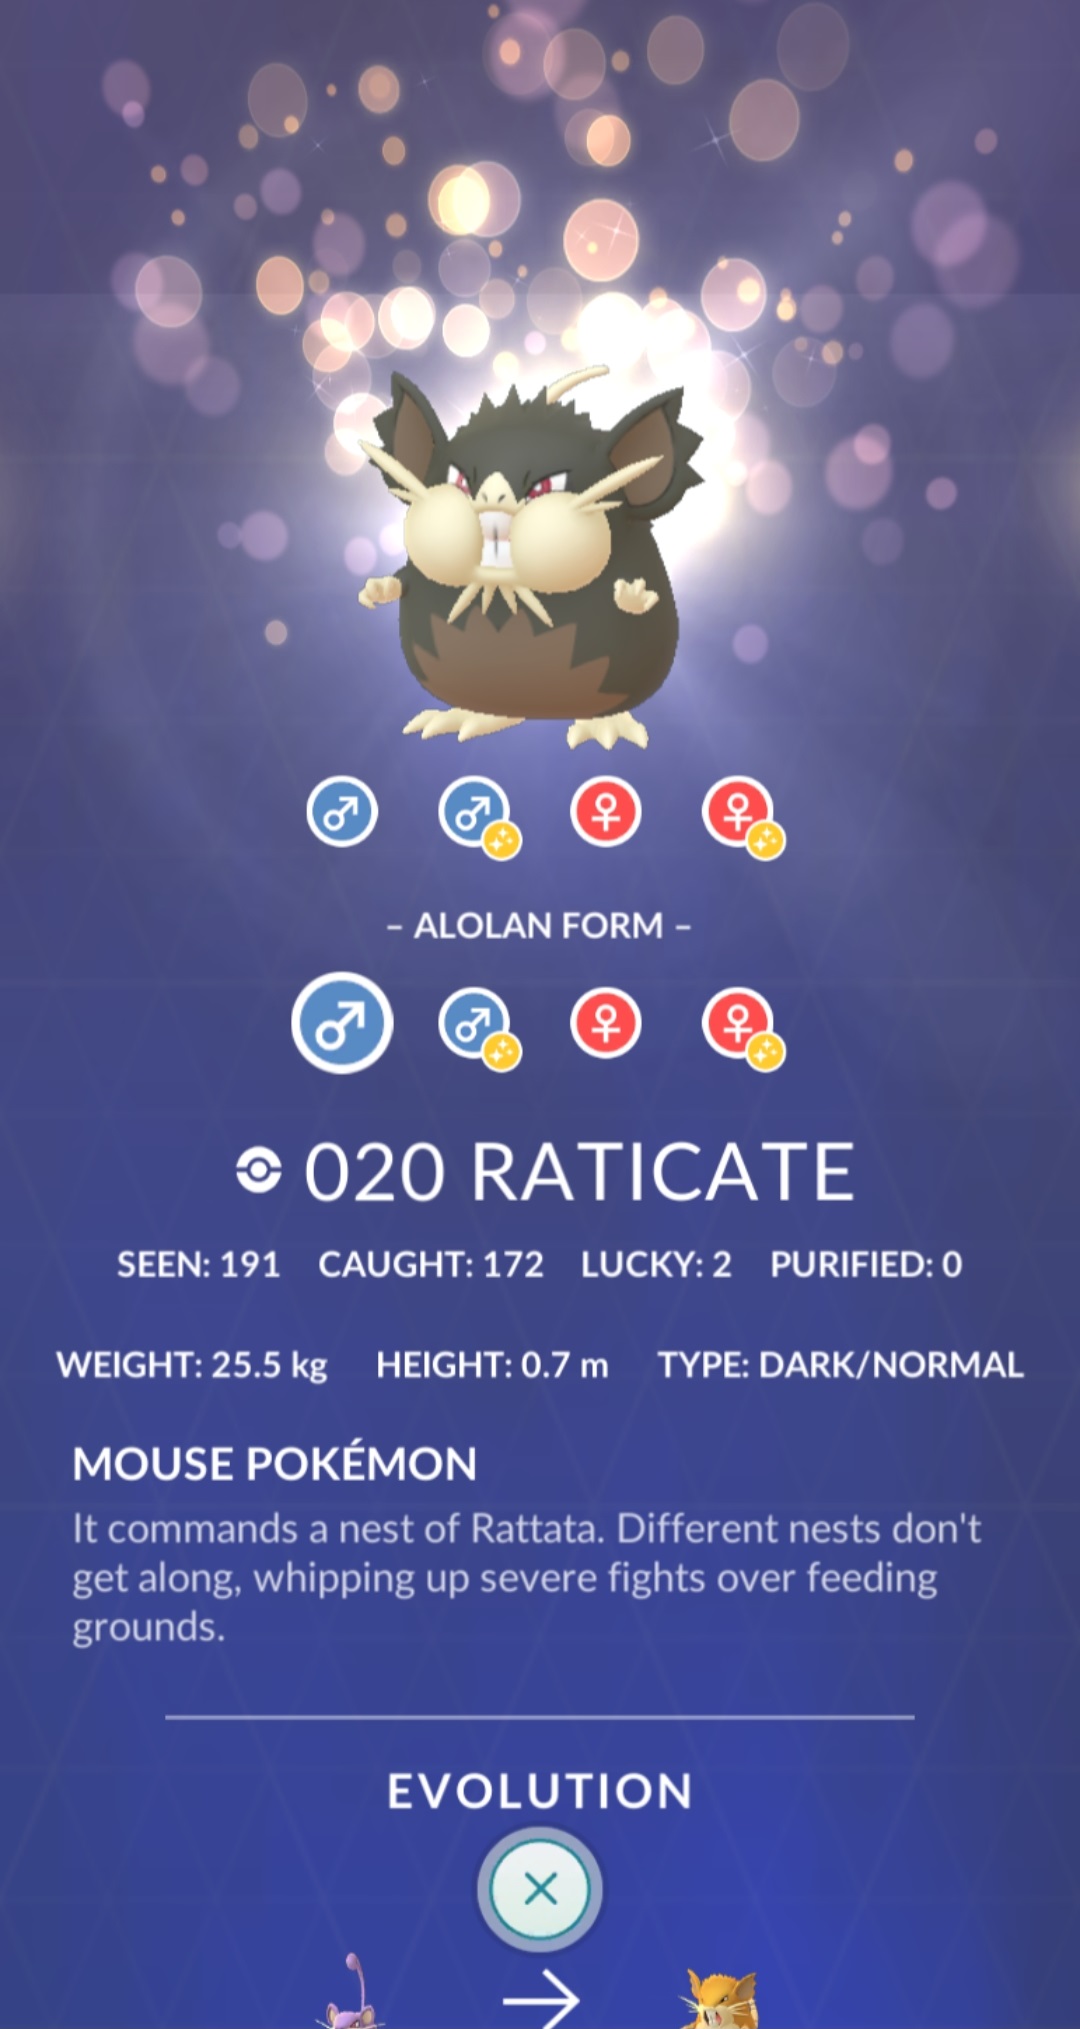 – ALOLAN FORM –
020 RATICATE
SEEN: 191 CAUGHT: 172 LUCKY: 2 PURIFIED: 0
WEIGHT: 25.5 kg HEIGHT: 0.7 m TYPE: DARK/NORMAL
MOUSE POKÉMON
It commands a nest of Rattata. Different nests don't
get along, whipping up severe fights over feeding
grounds.
EVOLUTION